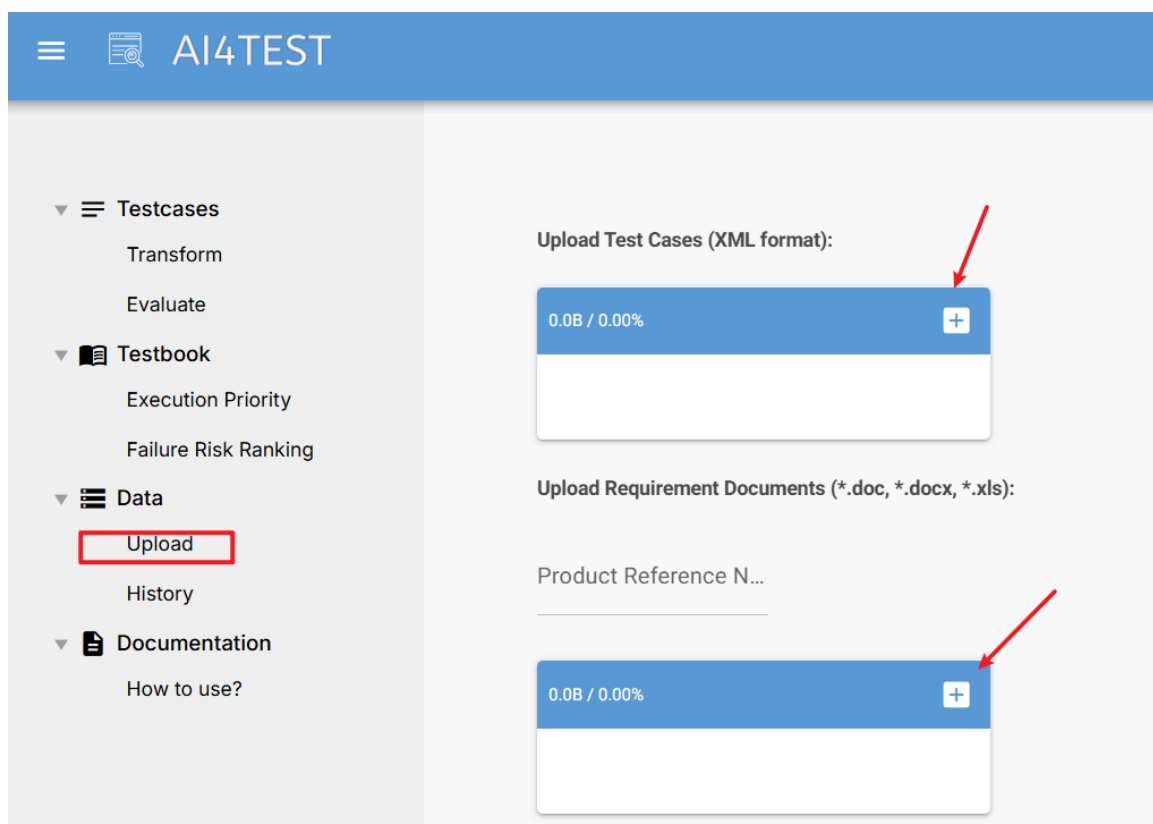 AI4TEST
Testcases
Transform
Evaluate
Testbook
Execution Priority
Failure Risk Ranking
Data
Upload
History
Documentation
How to use?
Upload Test Cases (XML format):
0.0B / 0.00%
Upload Requirement Documents (*.doc, *.docx, *.xls):
Product Reference N...
0.0B / 0.00%